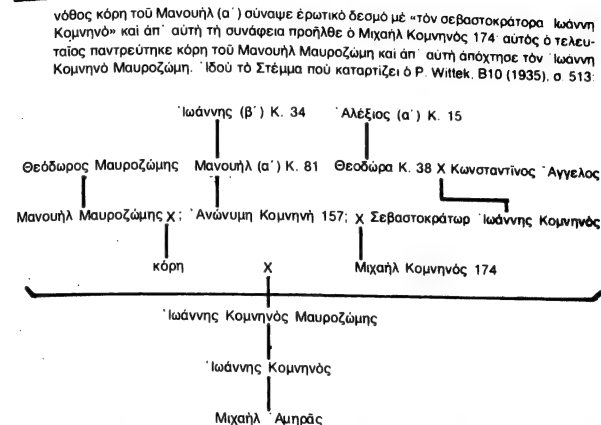 νόθος κόρη τοῦ Μανουήλ (α΄) σύναψε ἐρωτικό δεσμό μέ «τόν σεβαστοκράτορα Ἰωάννη
Κομνηνό» καί ἀπ᾽ αὐτή τή συνάφεια προῆλθε ὁ Μιχαήλ Κομνηνός 174· αὐτός ὁ τελευ-
ταῖος παντρεύτηκε κόρη τοῦ Μανουήλ Μαυροζώμη καί ἀπ᾽ αὐτή ἀπόχτησε τόν Ἰωάννη
Κομνηνό Μαυροζώμη. Ἰδού τό Στέμμα πού καταρτίζει ὁ P. Wittek, B10 (1935), σ. 513:
Ἰωάννης (β΄) Κ. 34 Ἀλέξιος (α΄) Κ. 15
Θεόδωρος Μαυροζώμης Μανουήλ (α΄) Κ. 81 Θεοδώρα Κ. 38 Χ Κωνσταντῖνος Ἄγγελος
Μανουήλ Μαυροζώμης Χ; Ἀνώνυμη Κομνηνή 157; Χ Σεβαστοκράτωρ Ἰωάννης Κομνηνός
κόρη Χ Μιχαήλ Κομνηνός 174
Ἰωάννης Κομνηνός Μαυροζώμης
Ἰωάννης Κομνηνός
Μιχαήλ Ἀμηρᾶς